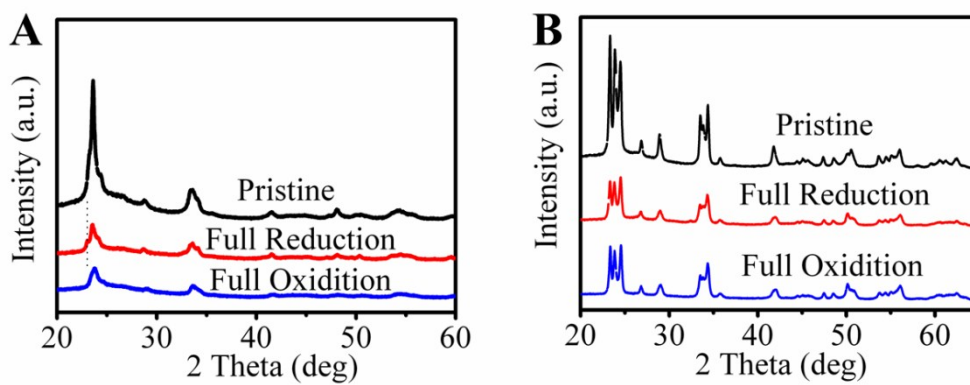 A
Intensity (a.u.)
Pristine
Full Reduction
Full Oxidition
20 30 40 50 60
2 Theta (deg)
B
Intensity (a.u.)
Pristine
Full Reduction
Full Oxidition
20 30 40 50 60
2 Theta (deg)